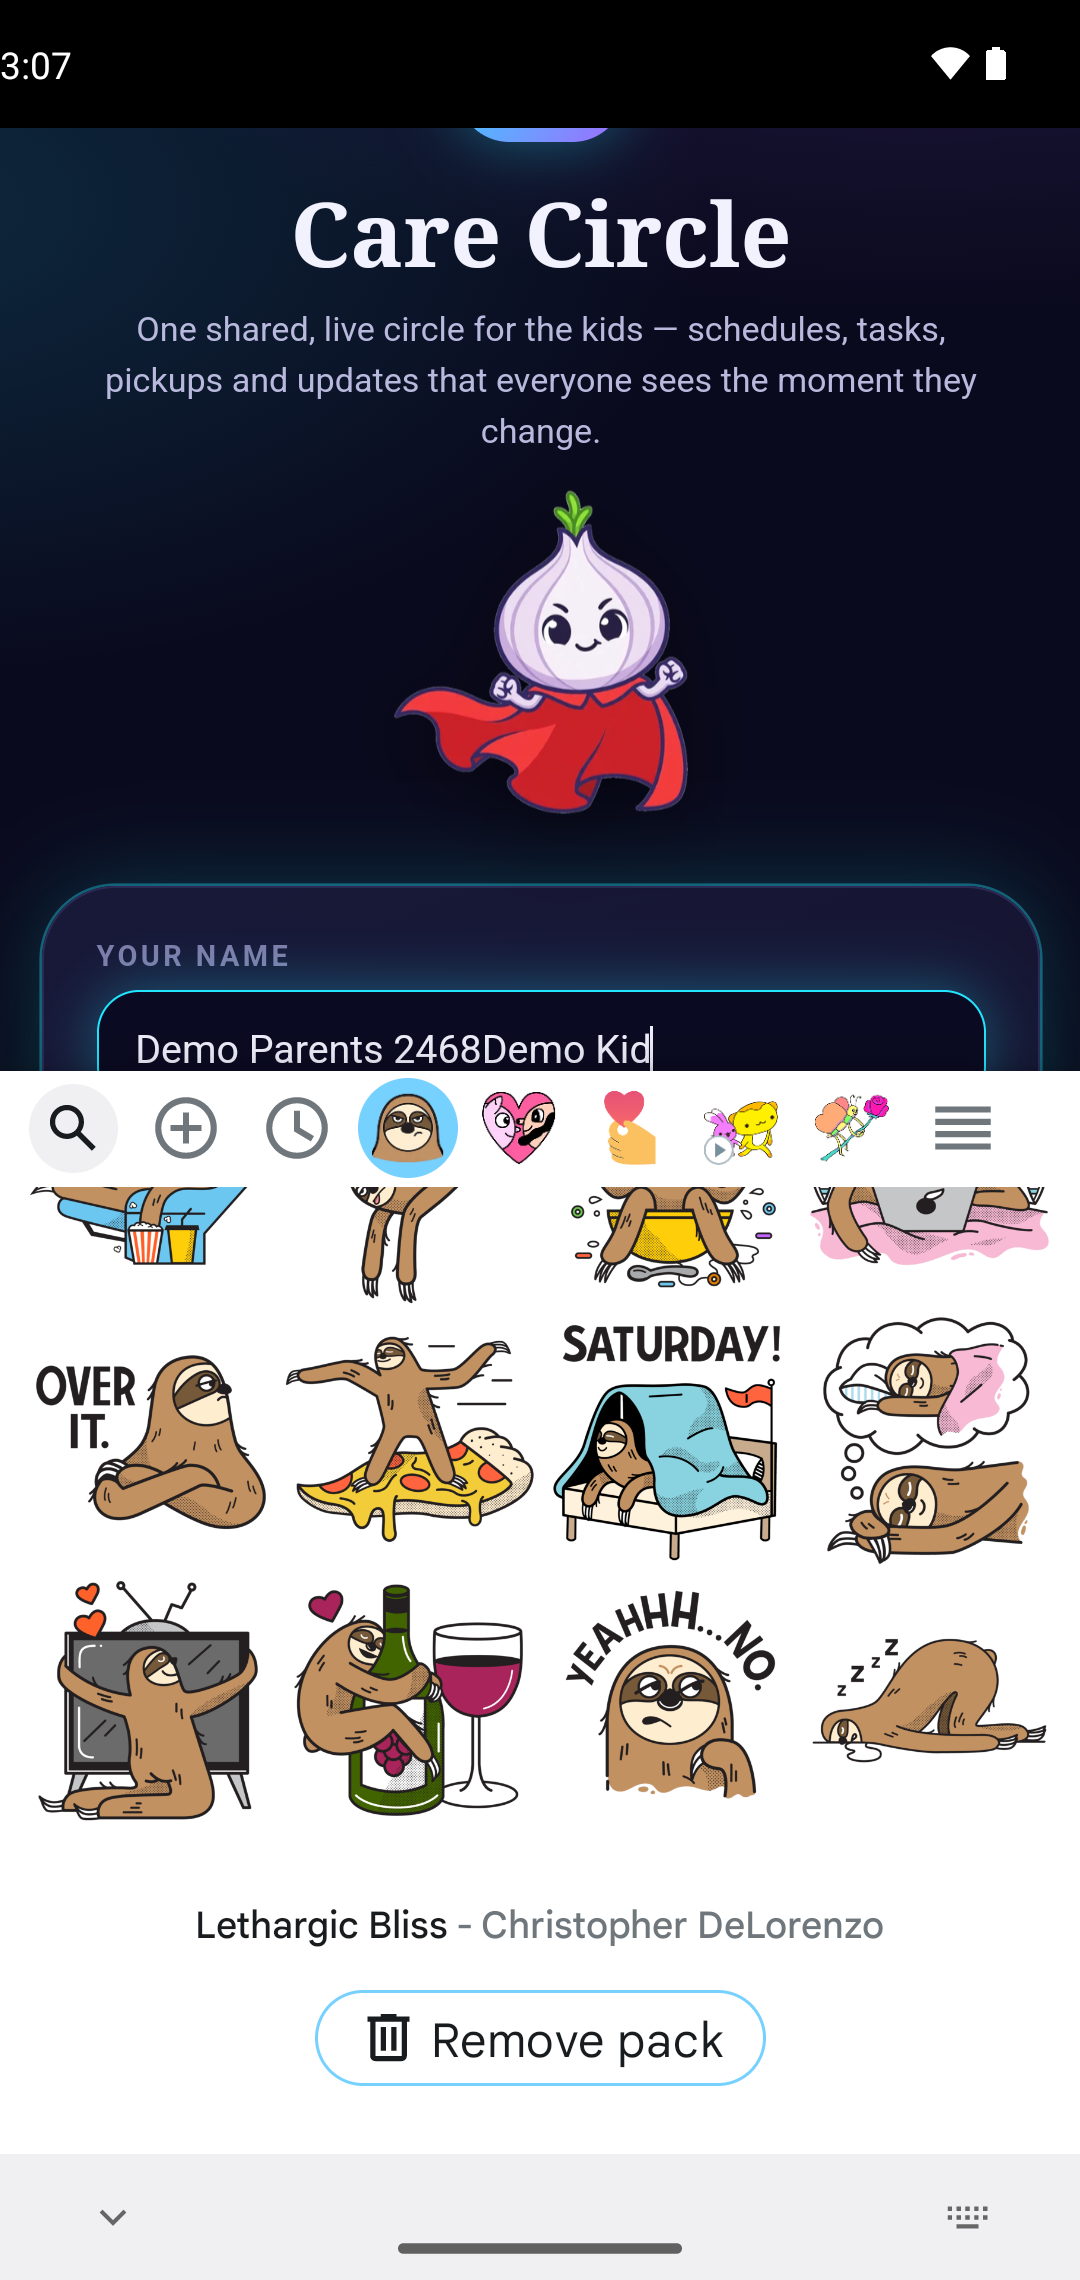 3:07
Care Circle
One shared, live circle for the kids — schedules, tasks,
pickups and updates that everyone sees the moment they
change.
YOUR NAME
Demo Parents 2468Demo Kid
OVER
IT.
SATURDAY!
YEAHHH...NO.
z z z z
Lethargic Bliss - Christopher DeLorenzo
Remove pack